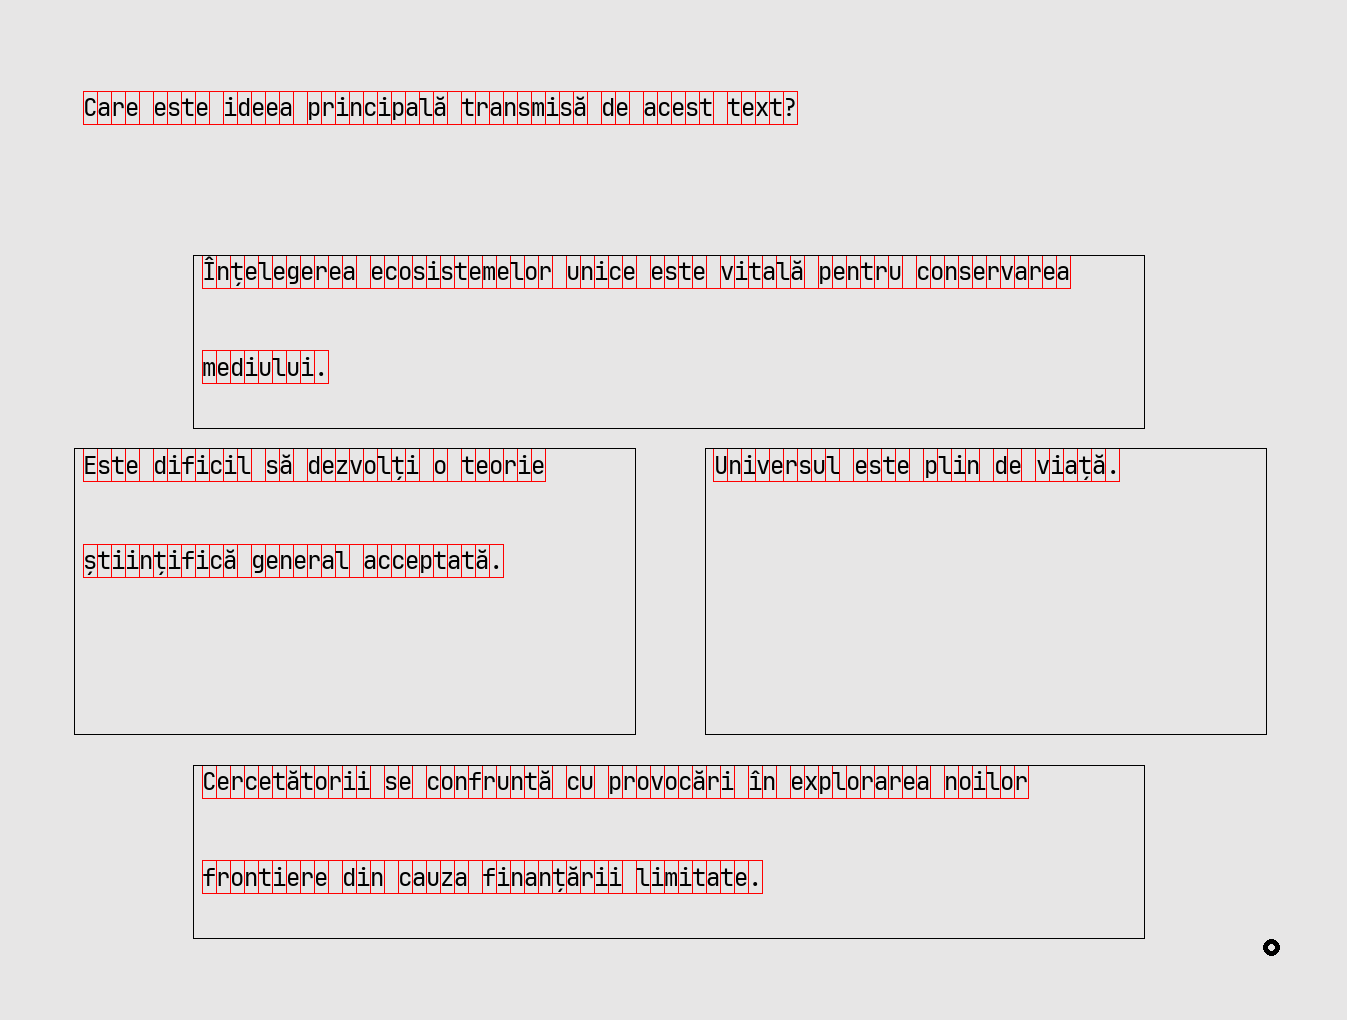 Care este ideea principală transmisă de acest text?
Înțelegerea ecosistemelor unice este vitală pentru conservarea
mediului.
Este dificil să dezvolți o teorie
științifică general acceptată.
Universul este plin de viață.
Cercetătorii se confruntă cu provocări în explorarea noilor
frontiere din cauza finanțării limitate.